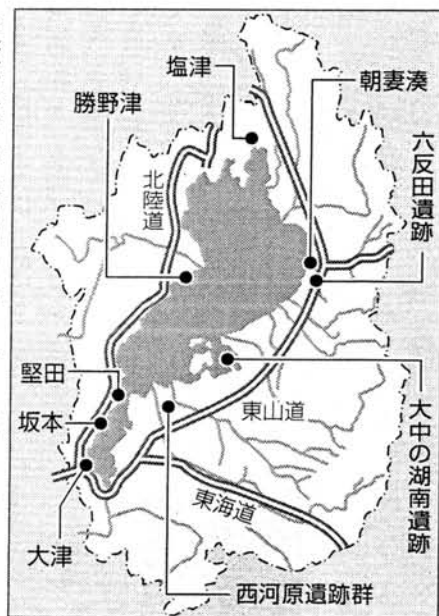 塩津
朝妻湊
勝野津
六反田遺跡
北陸道
堅田
坂本
大津
東山道
東海道
大中の湖南遺跡
西河原遺跡群